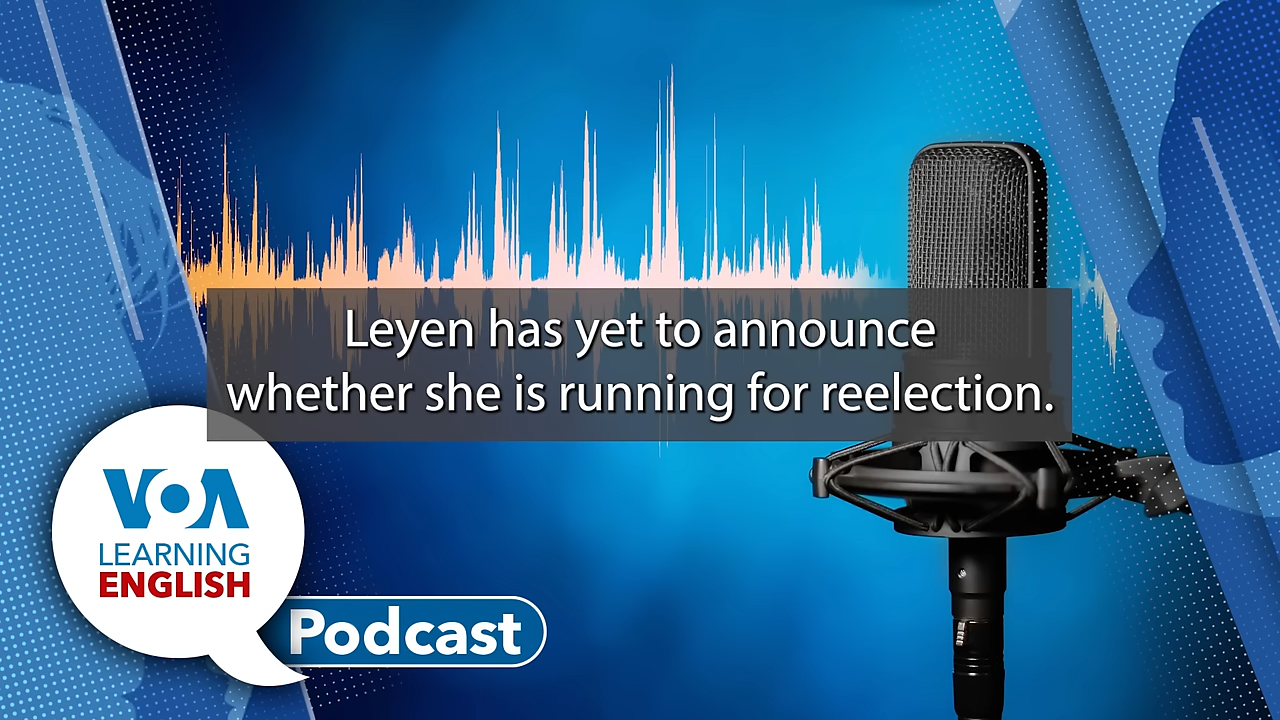 Leyen has yet to announce
whether she is running for reelection.
VOA
LEARNING
ENGLISH
Podcast